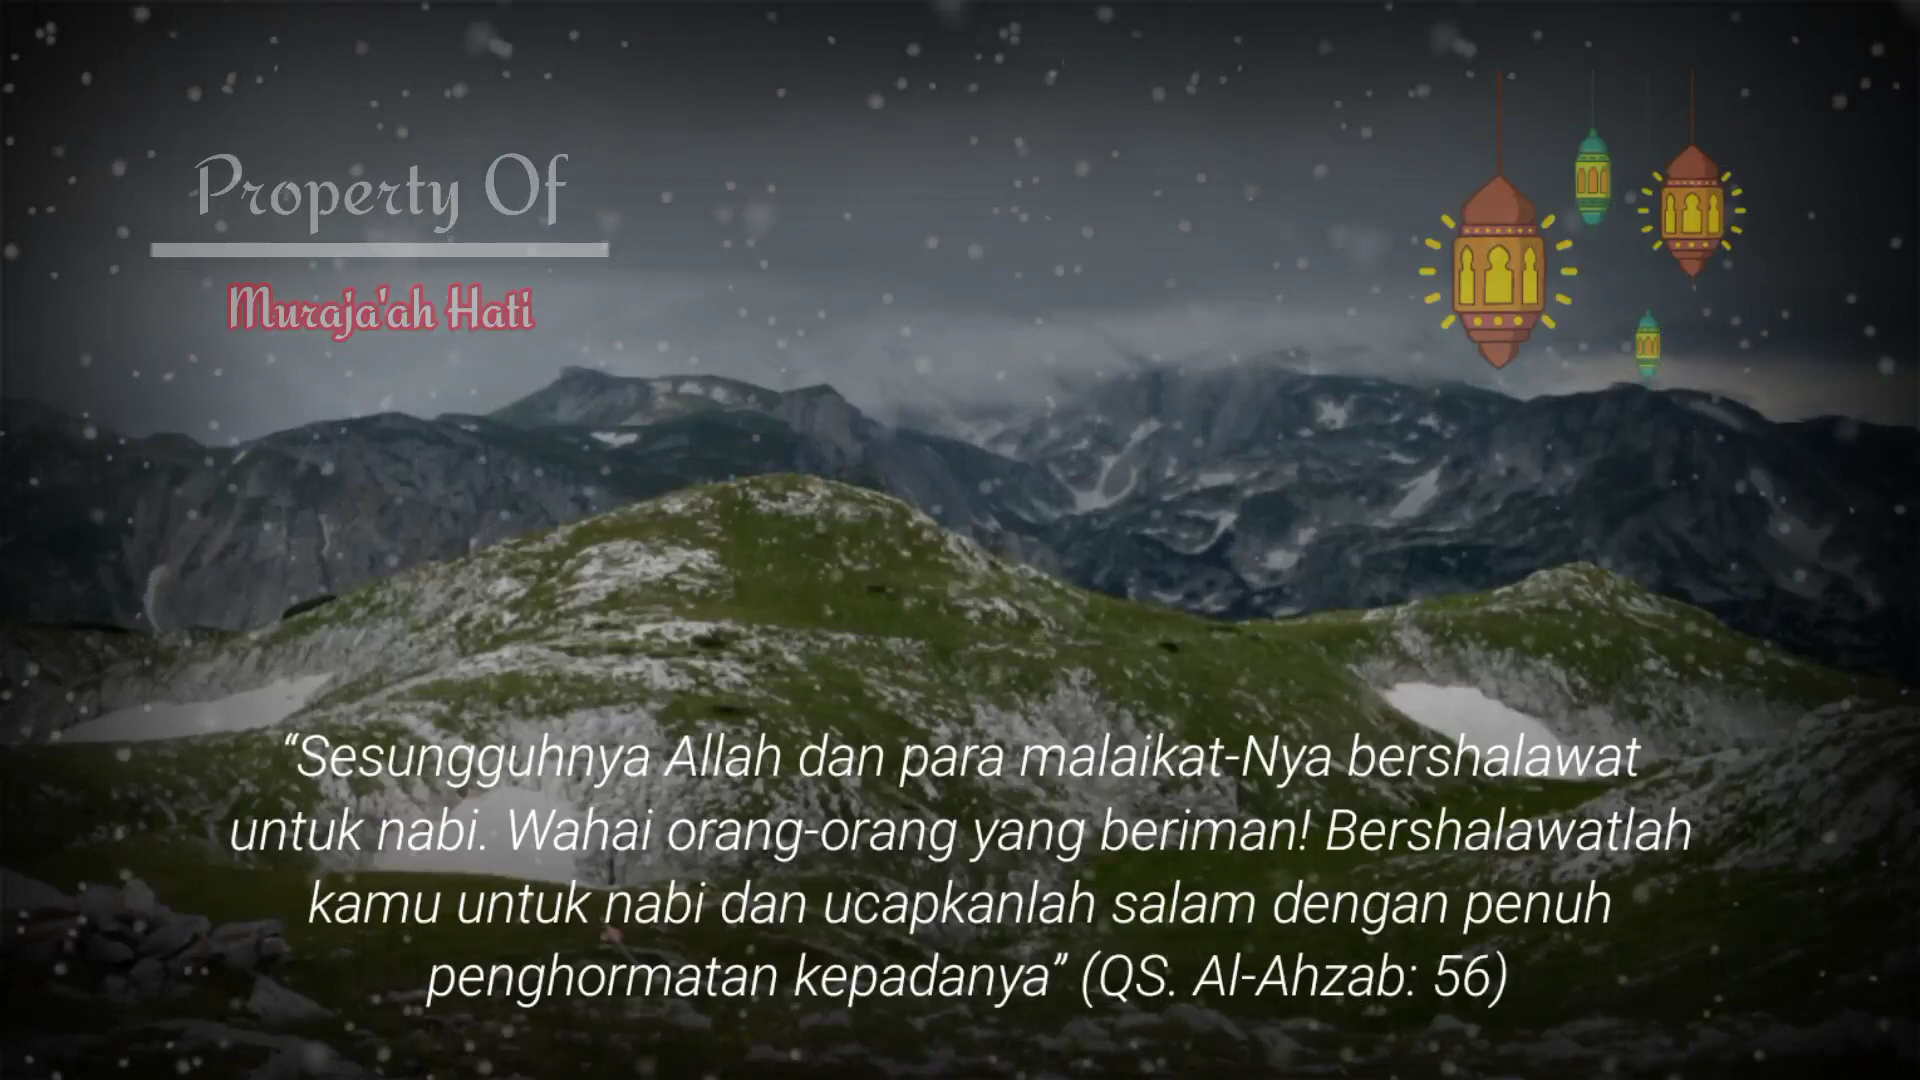 Property Of
Muraja'ah Hati
“Sesungguhnya Allah dan para malaikat-Nya bershalawat
untuk nabi. Wahai orang-orang yang beriman! Bershalawatlah
kamu untuk nabi dan ucapkanlah salam dengan penuh
penghormatan kepadanya” (QS. Al-Ahzab: 56)